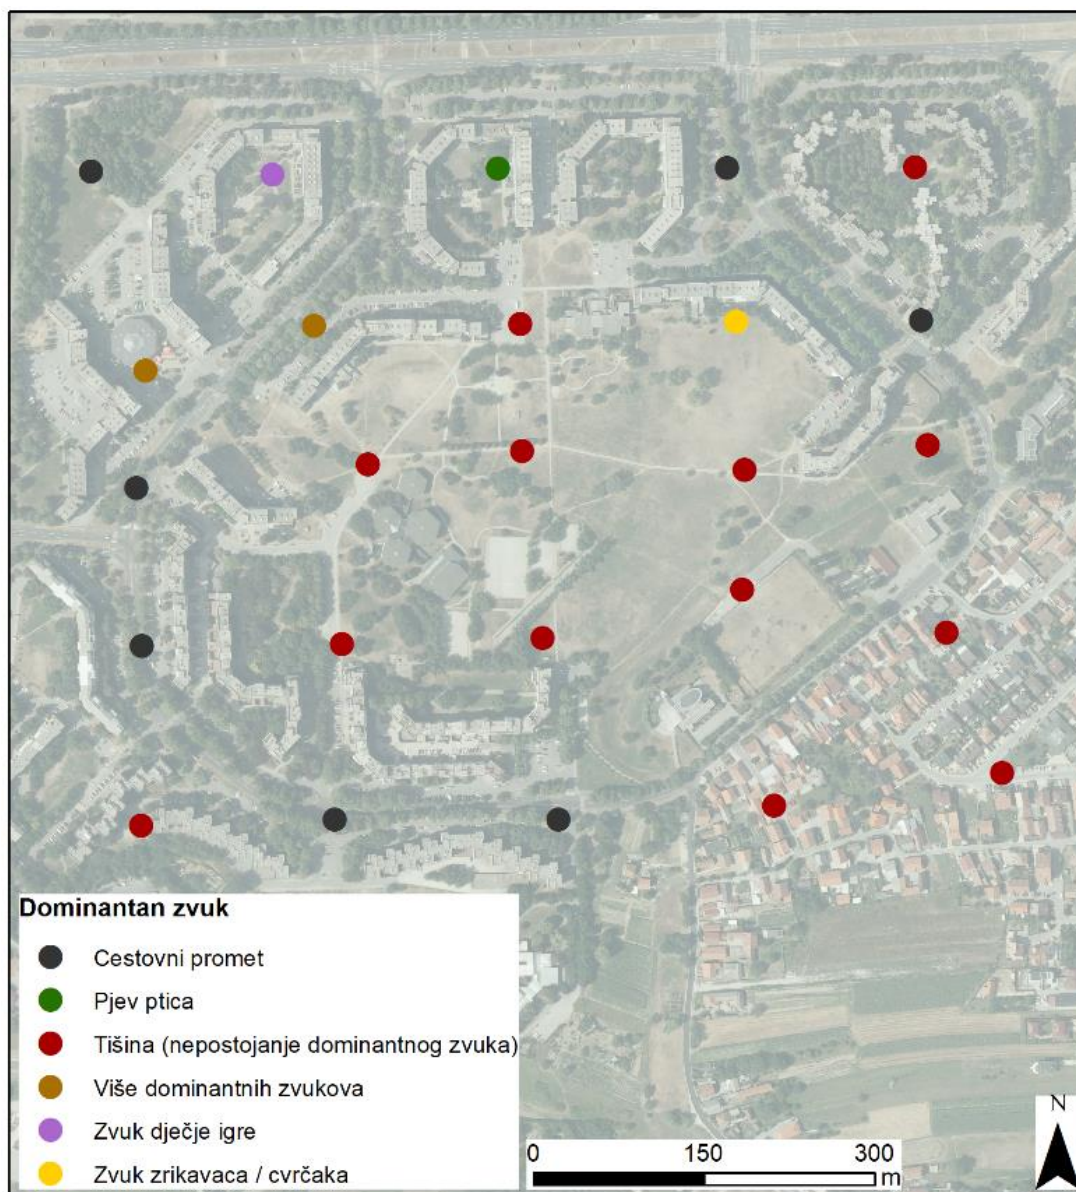 Dominantan zvuk
Cestovni promet
Pjev ptica
Tišina (nepostojanje dominantnog zvuka)
Više dominantnih zvukova
Zvuk dječje igre
Zvuk zrikavaca / cvrčaka
0 150 300
m
N